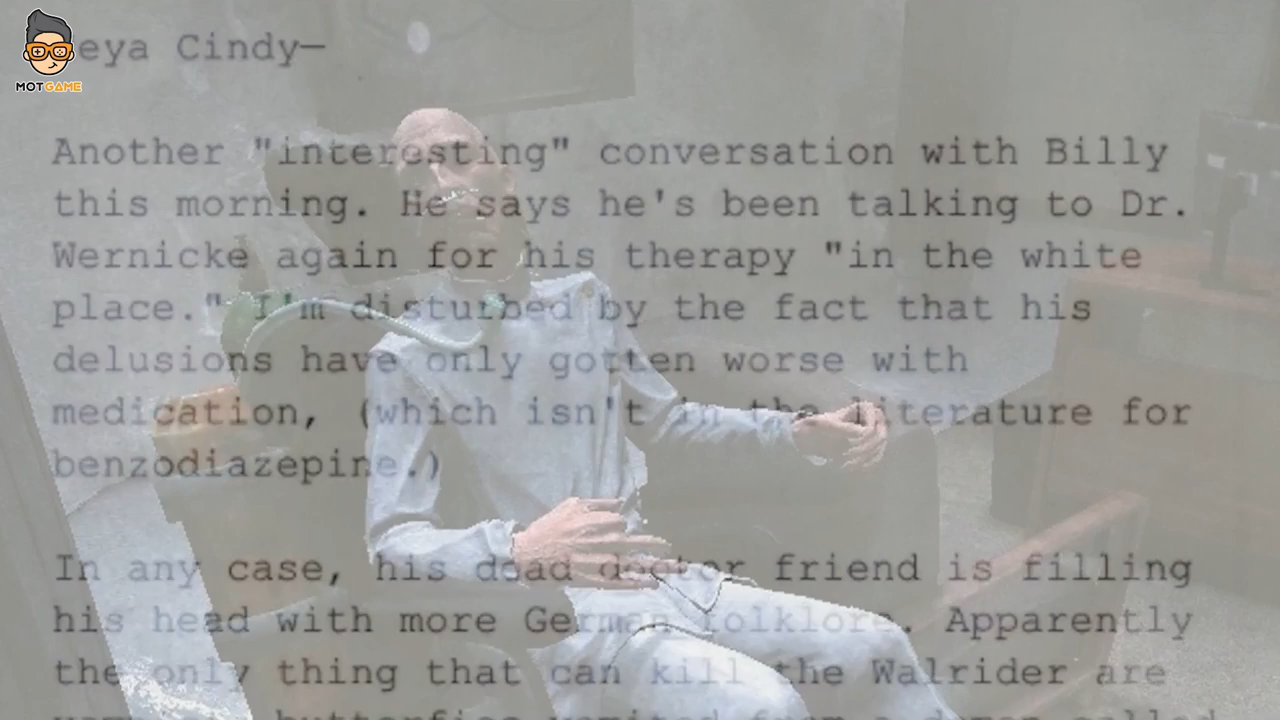 MOTGAME
eya Cindy—
Another "interesting" conversation with Billy
this morning. He says he's been talking to Dr.
Wernicke again for his therapy "in the white
place." I'm disturbed by the fact that his
delusions have only gotten worse with
medication, (which isn't in the literature for
benzodiazepine.)
In any case, his dead doctor friend is filling
his head with more German folklore. Apparently
the only thing that can kill the Walrider are